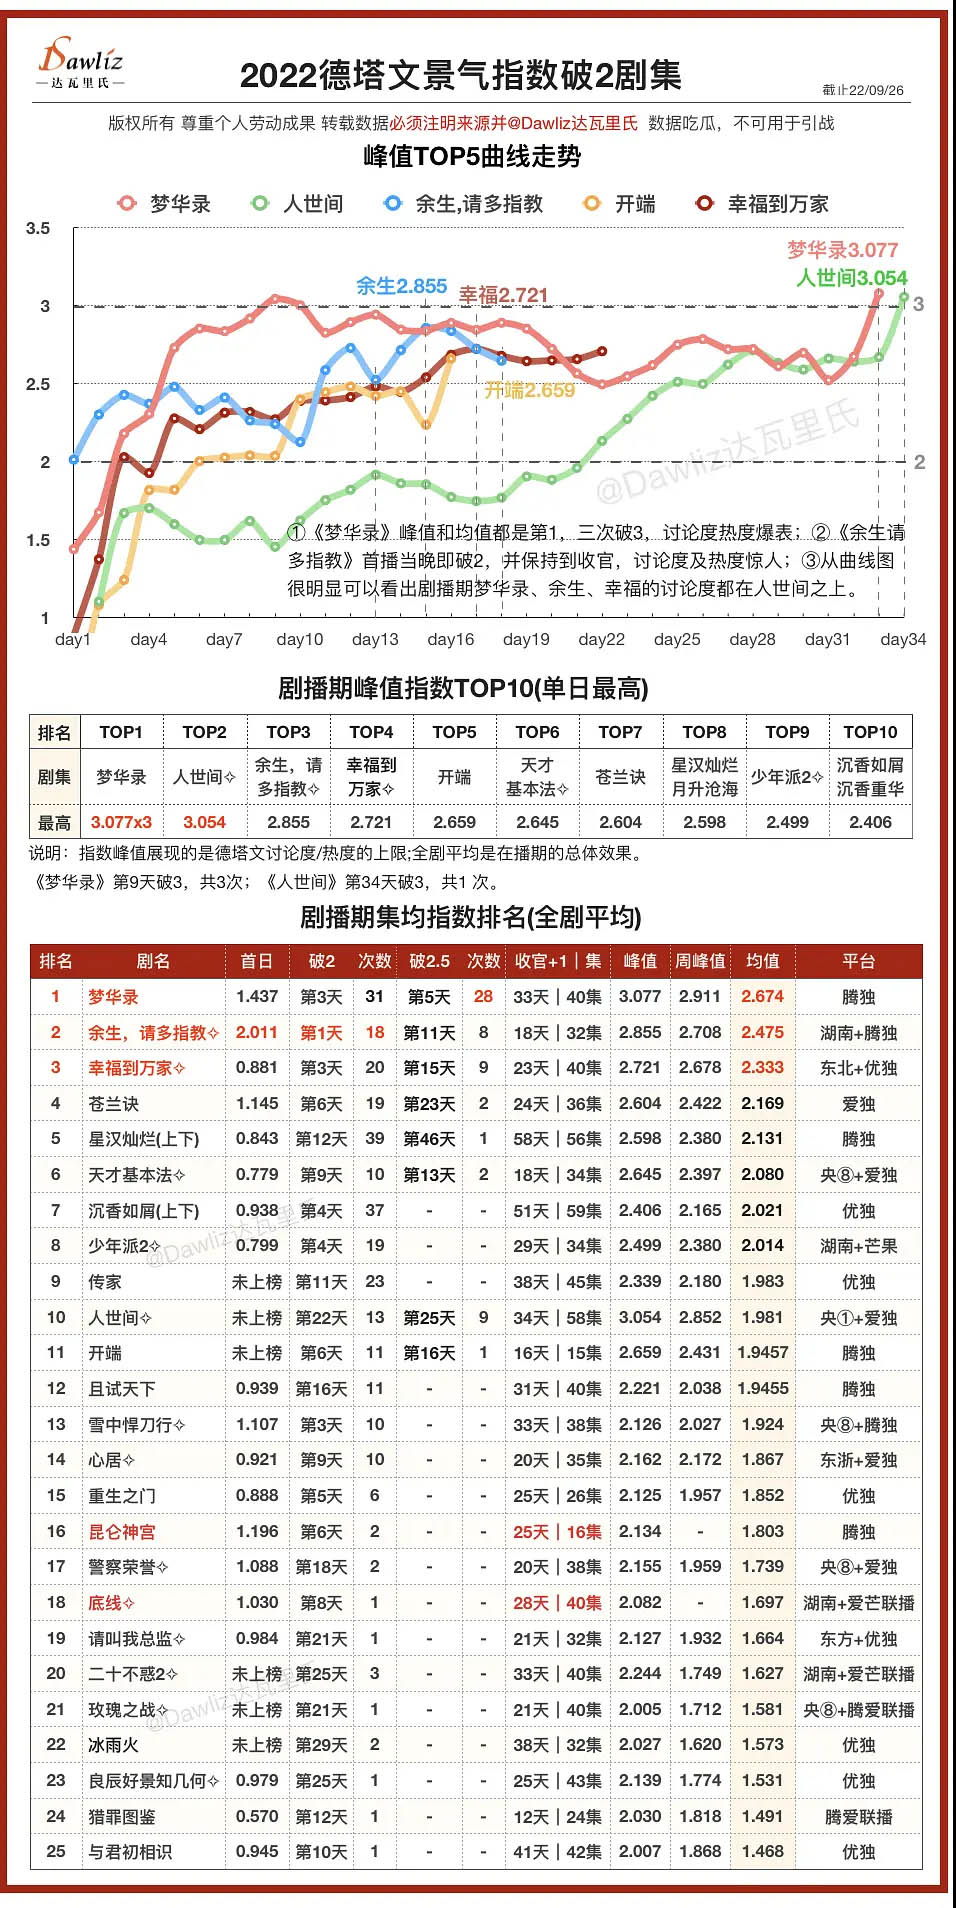 Dawliz
—达瓦里氏—
2022德塔文景气指数破2剧集
截止22/09/26
版权所有 尊重个人劳动成果 转载数据必须注明来源并@Dawliz达瓦里氏 数据吃瓜，不可用于引战
峰值TOP5曲线走势
梦华录 人世间 余生,请多指教 开端 幸福到万家
3.5
梦华录3.077
人世间3.054
余生2.855 幸福2.721
3 3
2.5
开端2.659
@Dawliz达瓦里氏
2 2
1.5
①《梦华录》峰值和均值都是第1，三次破3，讨论度热度爆表；②《余生请
多指教》首播当晚即破2，并保持到收官，讨论度及热度惊人；③从曲线图
很明显可以看出剧播期梦华录、余生、幸福的讨论度都在人世间之上。
1
day1 day4 day7 day10 day13 day16 day19 day22 day25 day28 day31 day34
剧播期峰值指数TOP10(单日最高)
排名 TOP1 TOP2 TOP3 TOP4 TOP5 TOP6 TOP7 TOP8 TOP9 TOP10
剧集 梦华录 人世间✧ 余生，请多指教✧ 幸福到万家✧ 开端 天才基本法✧ 苍兰诀 星汉灿烂月升沧海 少年派2✧ 沉香如屑沉香重华
最高 3.077x3 3.054 2.855 2.721 2.659 2.645 2.604 2.598 2.499 2.406
说明：指数峰值展现的是德塔文讨论度/热度的上限;全剧平均是在播期的总体效果。
《梦华录》第9天破3，共3次；《人世间》第34天破3，共1 次。
剧播期集均指数排名(全剧平均)
排名 剧名 首日 破2 次数 破2.5 次数 收官+1｜集 峰值 周峰值 均值 平台
1 梦华录 1.437 第3天 31 第5天 28 33天｜40集 3.077 2.911 2.674 腾独
2 余生，请多指教✧ 2.011 第1天 18 第11天 8 18天｜32集 2.855 2.708 2.475 湖南+腾独
3 幸福到万家✧ 0.881 第3天 20 第15天 9 23天｜40集 2.721 2.678 2.333 东北+优独
4 苍兰诀 1.145 第6天 19 第23天 2 24天｜36集 2.604 2.422 2.169 爱独
5 星汉灿烂(上下) 0.843 第12天 39 第46天 1 58天｜56集 2.598 2.380 2.131 腾独
6 天才基本法✧ 0.779 第9天 10 第13天 2 18天｜34集 2.645 2.397 2.080 央⑧+爱独
7 沉香如屑(上下) 0.938 第4天 37 - - 51天｜59集 2.406 2.165 2.021 优独
@Dawliz达瓦里氏
8 少年派2✧ 0.799 第4天 19 - - 29天｜34集 2.499 2.380 2.014 湖南+芒果
9 传家 未上榜 第11天 23 - - 38天｜45集 2.339 2.180 1.983 优独
10 人世间✧ 未上榜 第22天 13 第25天 9 34天｜58集 3.054 2.852 1.981 央①+爱独
11 开端 未上榜 第6天 11 第16天 1 16天｜15集 2.659 2.431 1.9457 腾独
12 且试天下 0.939 第16天 11 - - 31天｜40集 2.221 2.038 1.9455 腾独
13 雪中悍刀行✧ 1.107 第3天 10 - - 33天｜38集 2.126 2.027 1.924 央⑧+腾独
14 心居✧ 0.921 第9天 10 - - 20天｜35集 2.162 2.172 1.867 东浙+爱独
15 重生之门 0.888 第5天 6 - - 25天｜26集 2.125 1.957 1.852 优独
16 昆仑神宫 1.196 第6天 2 - - 25天｜16集 2.134 - 1.803 腾独
17 警察荣誉✧ 1.088 第18天 2 - - 20天｜38集 2.155 1.959 1.739 央⑧+爱独
18 底线✧ 1.030 第8天 1 - - 28天｜40集 2.082 - 1.697 湖南+爱芒联播
19 请叫我总监✧ 0.984 第21天 1 - - 21天｜32集 2.127 1.932 1.664 东方+优独
20 二十不惑2✧ 未上榜 第25天 3 - - 33天｜40集 2.244 1.749 1.627 湖南+爱芒联播
@Dawliz达瓦里氏
21 玫瑰之战✧ 未上榜 第21天 1 - - 21天｜40集 2.005 1.712 1.581 央⑧+腾爱联播
22 冰雨火 未上榜 第29天 2 - - 38天｜32集 2.027 1.620 1.573 优独
23 良辰好景知几何✧ 0.979 第25天 1 - - 25天｜43集 2.139 1.774 1.531 优独
24 猎罪图鉴 0.570 第12天 1 - - 12天｜24集 2.030 1.818 1.491 腾爱联播
25 与君初相识 0.945 第10天 1 - - 41天｜42集 2.007 1.868 1.468 优独